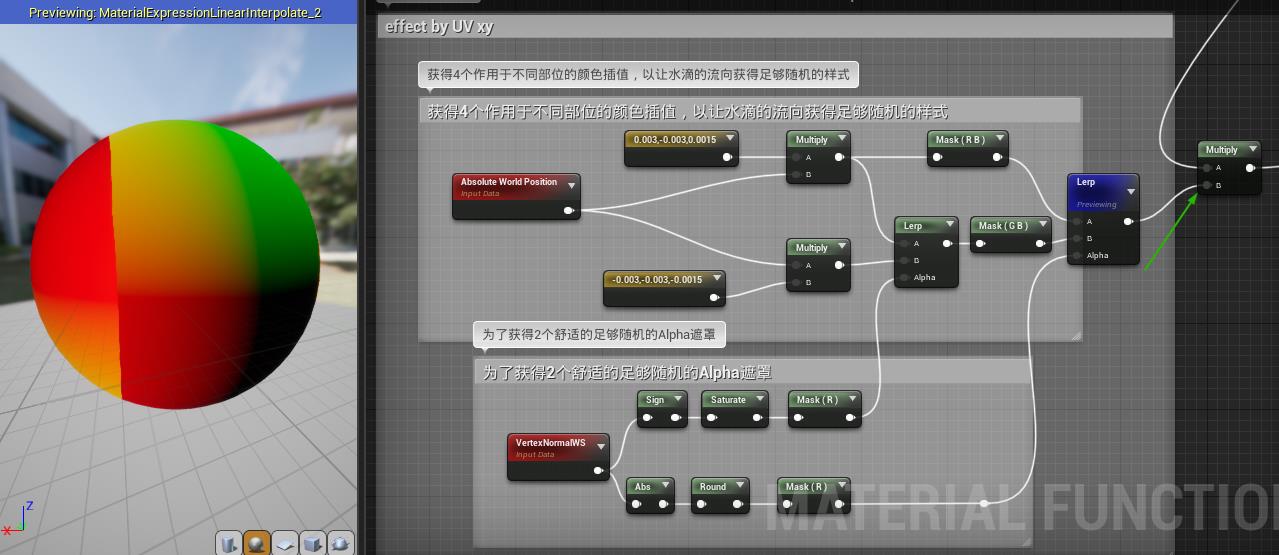 Previewing: MaterialExpressionLinearInterpolate_2
effect by UV xy
获得4个作用于不同部位的颜色插值，以让水滴的流向获得足够随机的样式
获得4个作用于不同部位的颜色插值，以让水滴的流向获得足够随机的样式
0.003,-0.003,0.0015
Multiply
A
B
Mask ( R B )
Absolute World Position
Input Data
Multiply
A
B
Lerp
Previewing
A
B
Alpha
Lerp
A
B
Alpha
Mask ( G B )
Multiply
A
B
-0.003,-0.003,-0.0015
为了获得2个舒适的足够随机的Alpha遮罩
为了获得2个舒适的足够随机的Alpha遮罩
Sign
Saturate
Mask ( R )
VertexNormalWS
Input Data
Abs
Round
Mask ( R )
MATERIAL FUNCTIO
Z
X